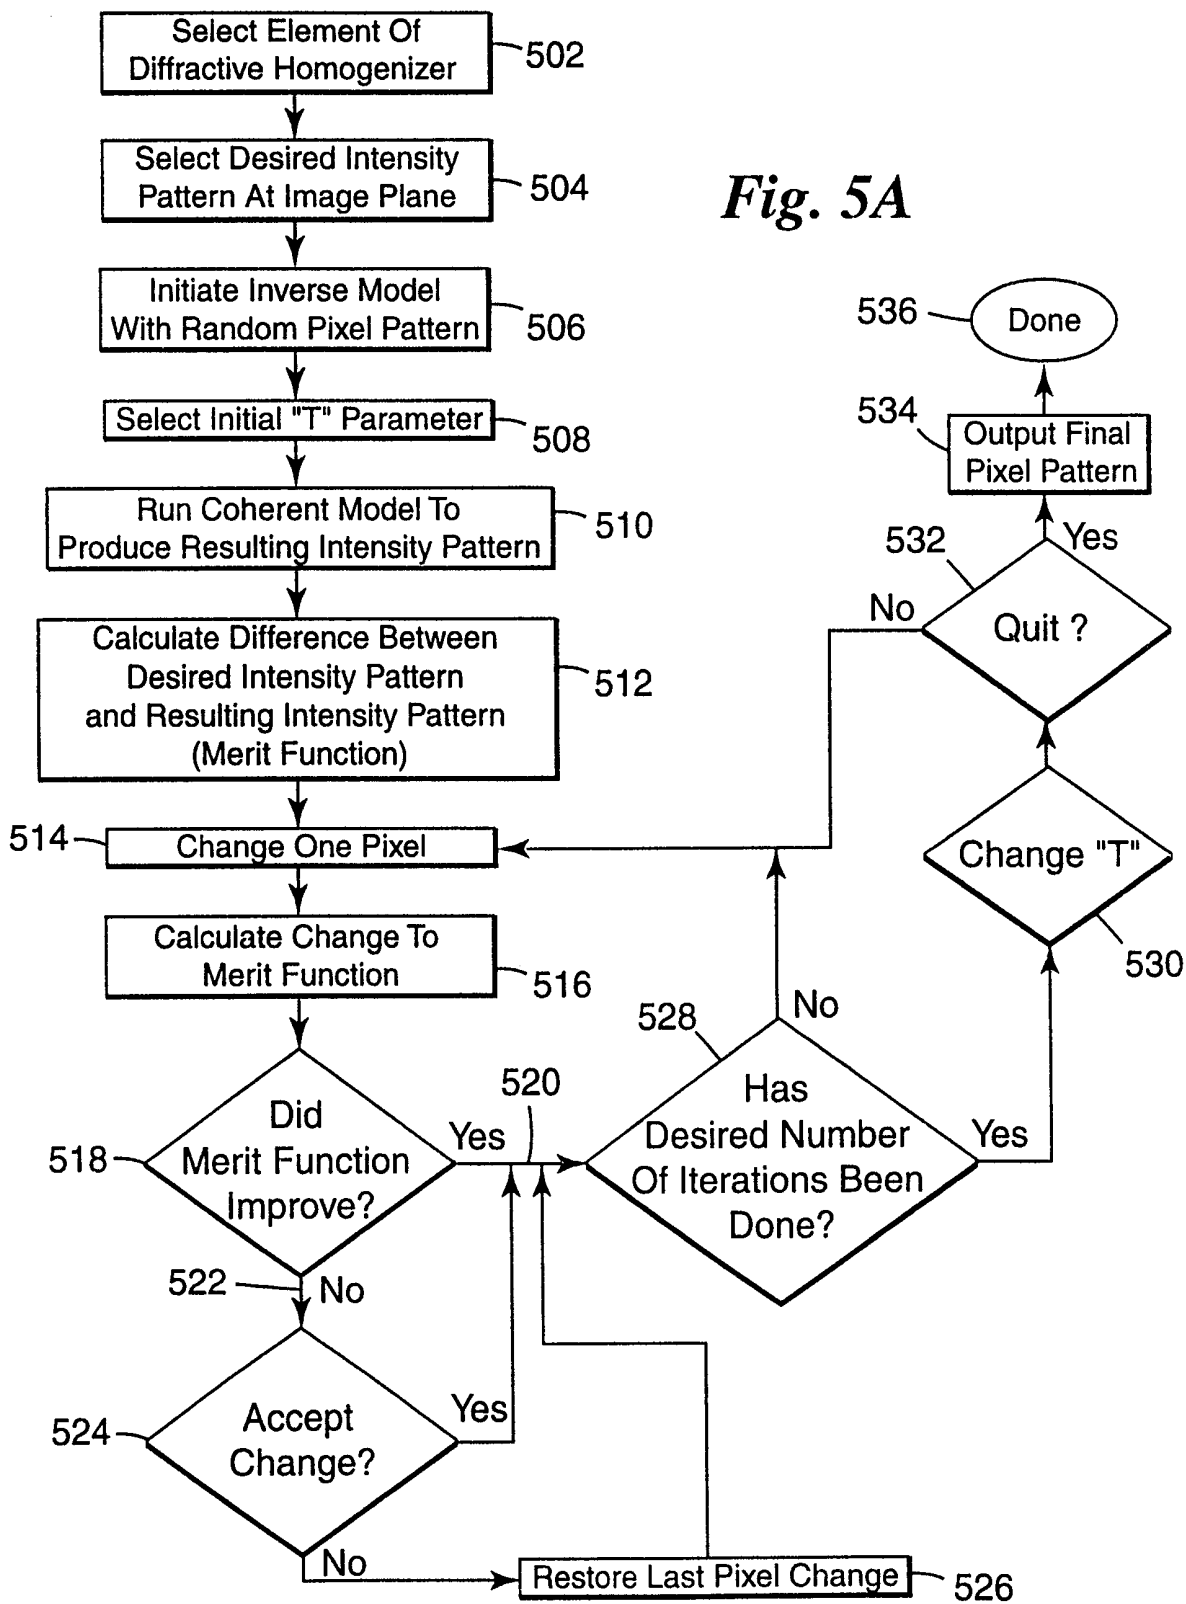 Select Element Of
Diffractive Homogenizer
502
Select Desired Intensity
Pattern At Image Plane
504
Fig. 5A
Initiate Inverse Model
With Random Pixel Pattern
506
Select Initial "T" Parameter
508
Run Coherent Model To
Produce Resulting Intensity Pattern
510
Calculate Difference Between
Desired Intensity Pattern
and Resulting Intensity Pattern
(Merit Function)
512
514
Change One Pixel
Calculate Change To
Merit Function
516
518
Did
Merit Function
Improve?
Yes
520
522
No
524
Accept
Change?
Yes
No
Restore Last Pixel Change
526
528
Has
Desired Number
Of Iterations Been
Done?
No
Yes
Change "T"
530
532
Quit ?
No
Yes
534
Output Final
Pixel Pattern
536
Done